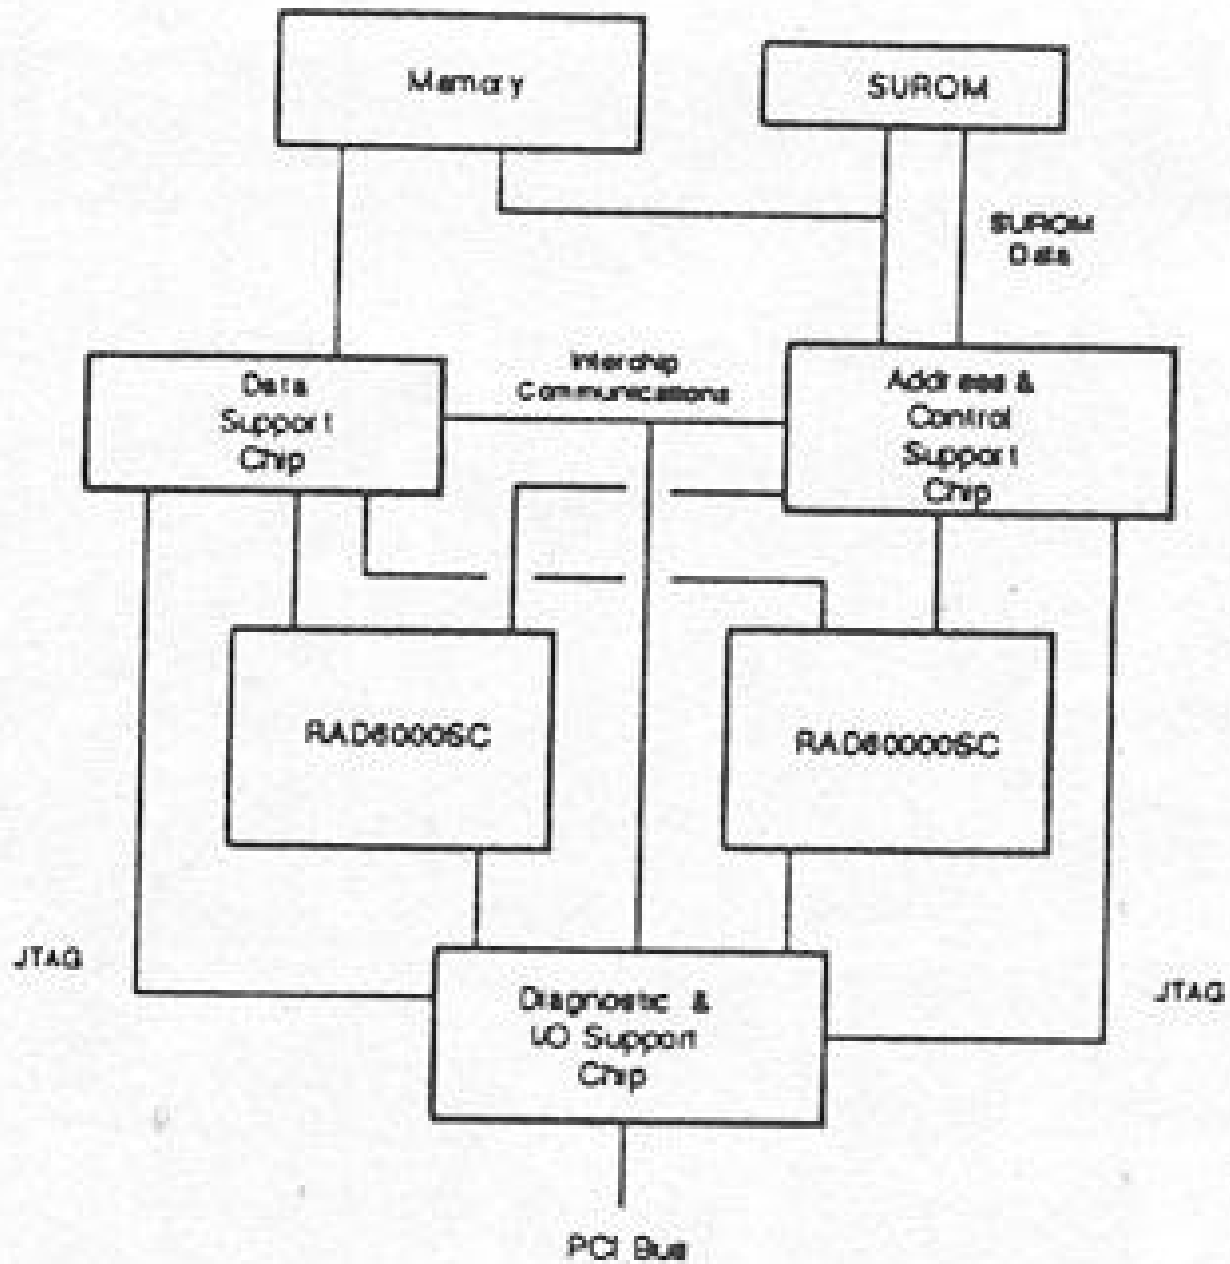 Memory
SUROM
SUROM
Data
Interchip
Communications
Data
Support
Chip
Address &
Control
Support
Chip
RAD6000SC
RAD60000SC
JTAG
JTAG
Diagnostic &
I/O Support
Chip
PCI Bus